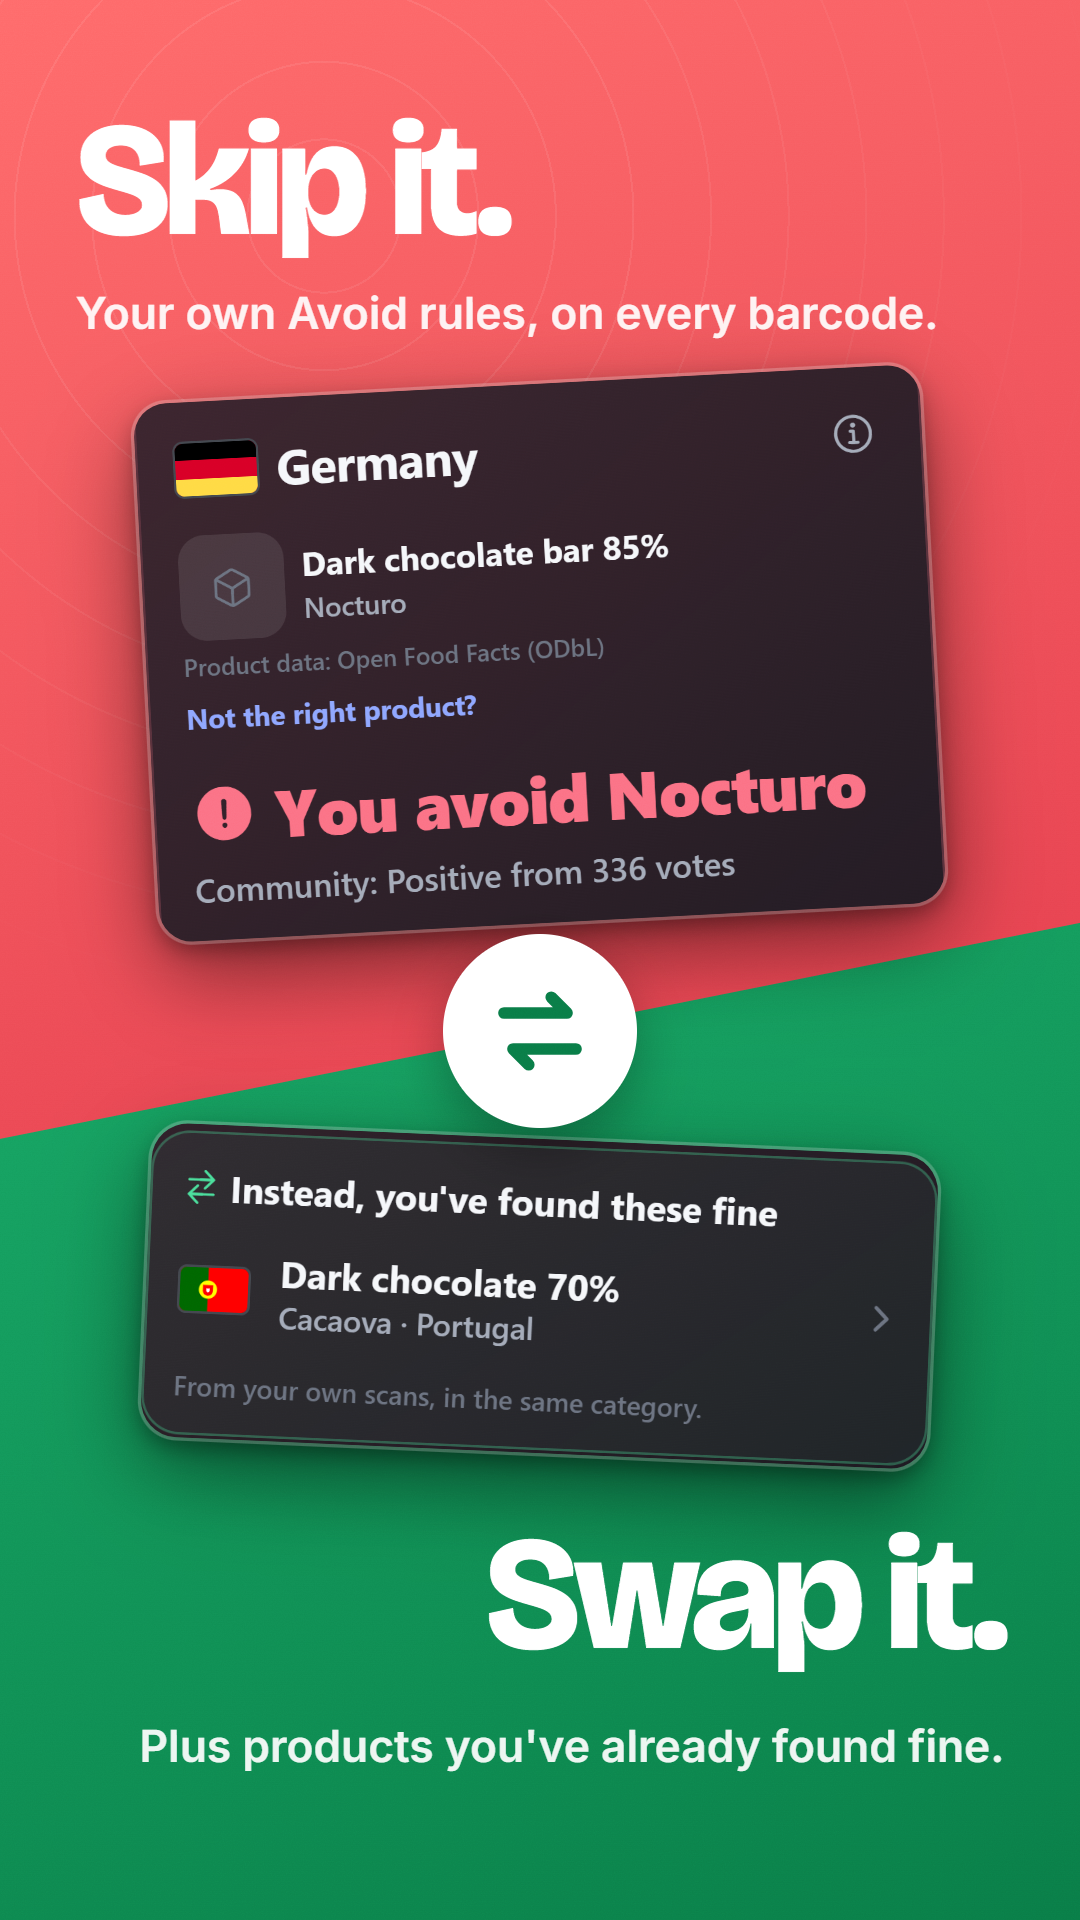 Skip it.
Your own Avoid rules, on every barcode.
Germany
Dark chocolate bar 85%
Nocturo
Product data: Open Food Facts (ODbL)
Not the right product?
You avoid Nocturo
Community: Positive from 336 votes
Instead, you've found these fine
Dark chocolate 70%
Cacaova · Portugal
From your own scans, in the same category.
Swap it.
Plus products you've already found fine.